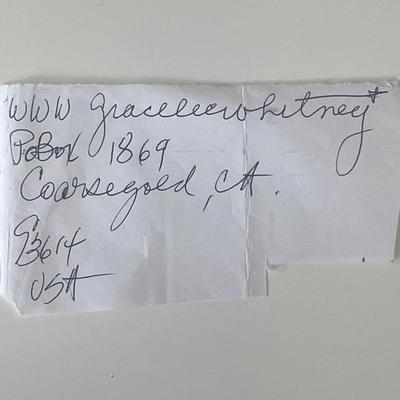 WWW graceleewhitney
PoBox 1869
Coarsegold, CA.
93614
USA